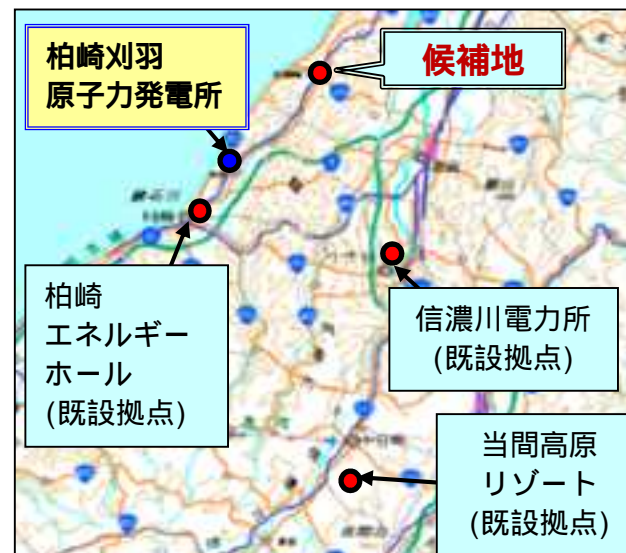 柏崎刈羽
原子力発電所
候補地
柏崎
エネルギー
ホール
(既設拠点)
信濃川電力所
(既設拠点)
当間高原
リゾート
(既設拠点)